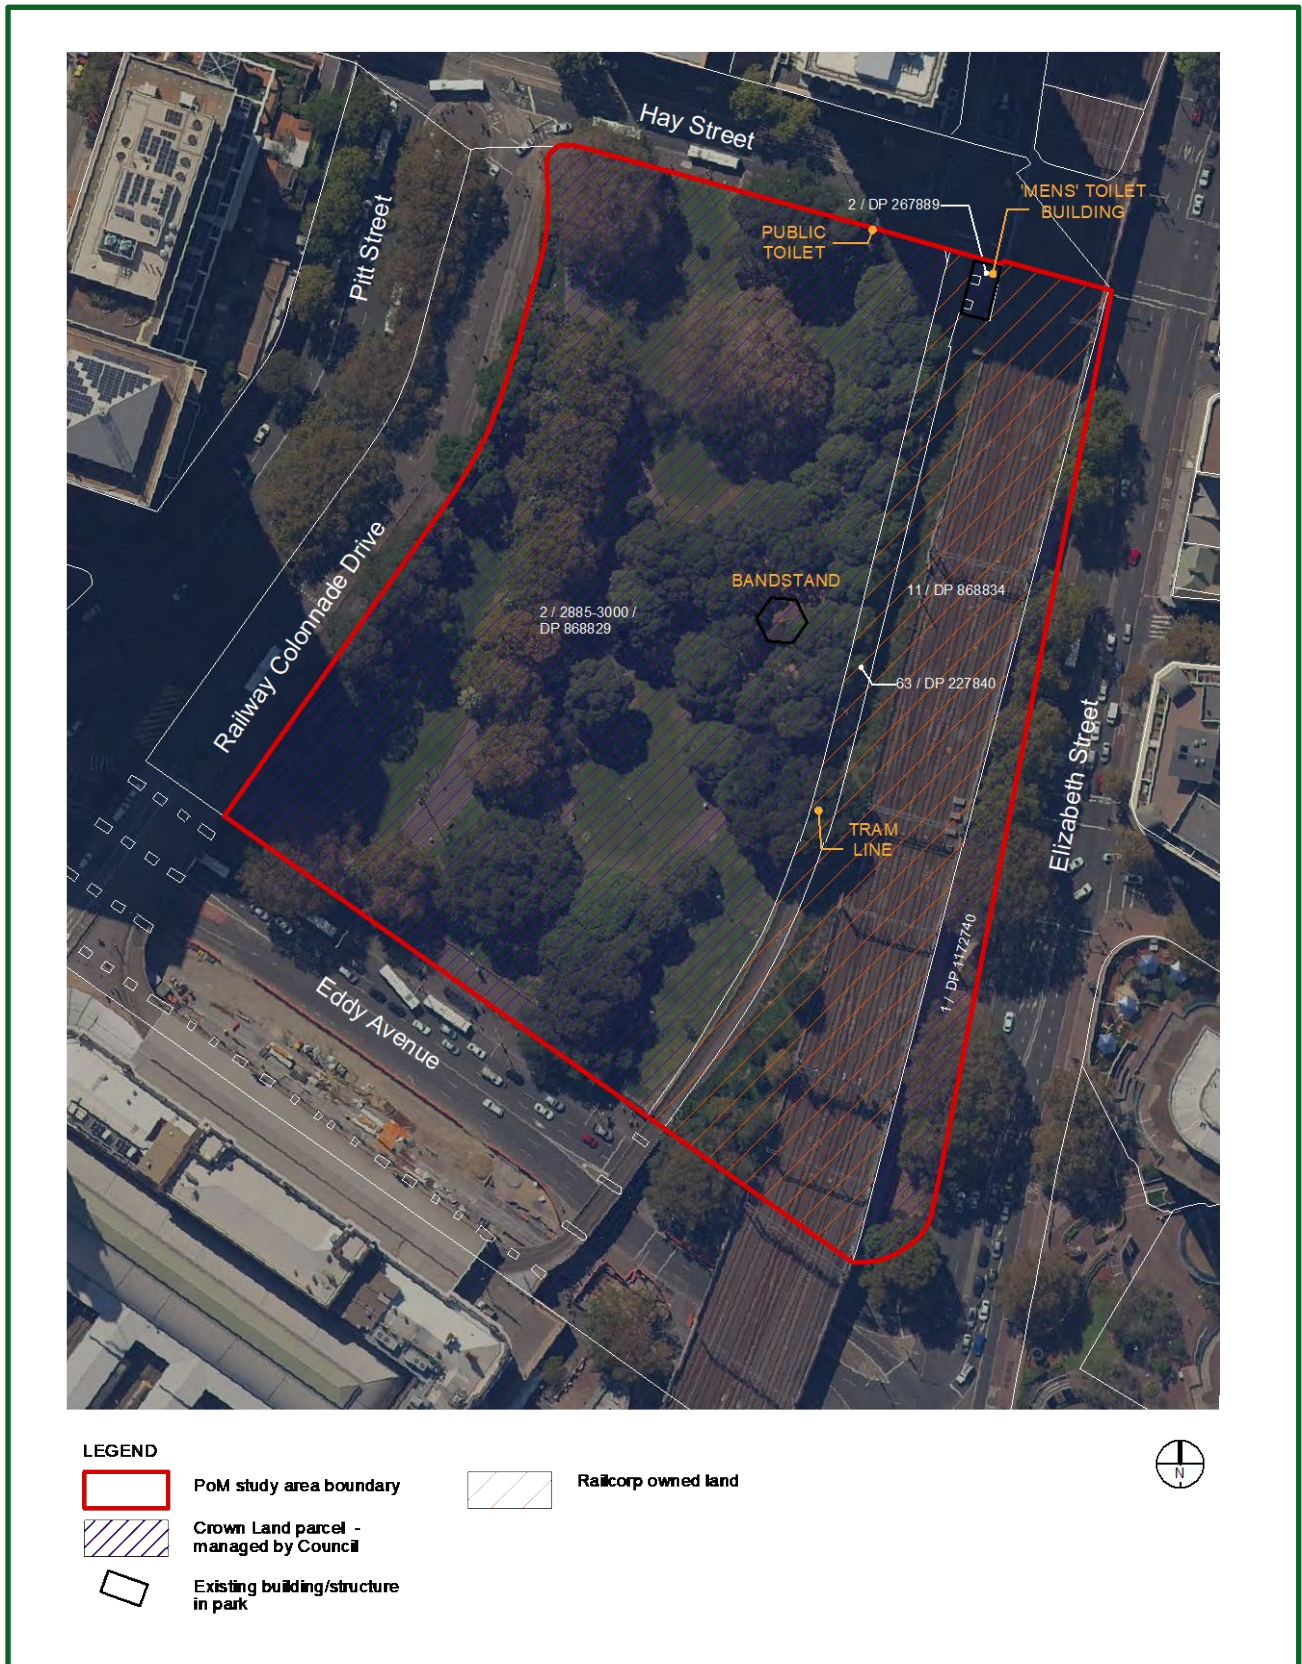 Hay Street
'MENS' TOILET
BUILDING
2 / DP 267889
PUBLIC
TOILET
Pitt Street
BANDSTAND
11 / DP 868834
2 / 2885-3000 /
DP 868829
Railway Colonnade Drive
63 / DP 227840
Elizabeth Street
TRAM
LINE
1 / DP 1172740
Eddy Avenue
LEGEND
PoM study area boundary
Railcorp owned land
Crown Land parcel -
managed by Council
Existing building/structure
in park
N